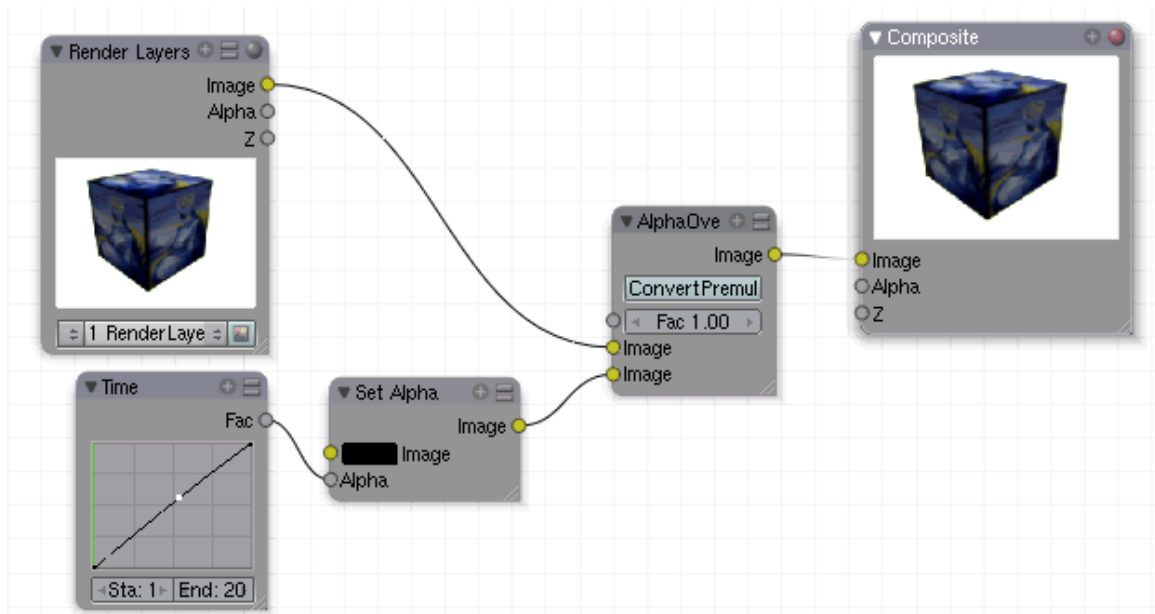 Render Layers
Image
Alpha
Z
1 RenderLaye
Time
Fac
Sta: 1
End: 20
Set Alpha
Image
Image
Alpha
AlphaOve
Image
ConvertPremul
Fac 1.00
Image
Image
Composite
Image
Alpha
Z